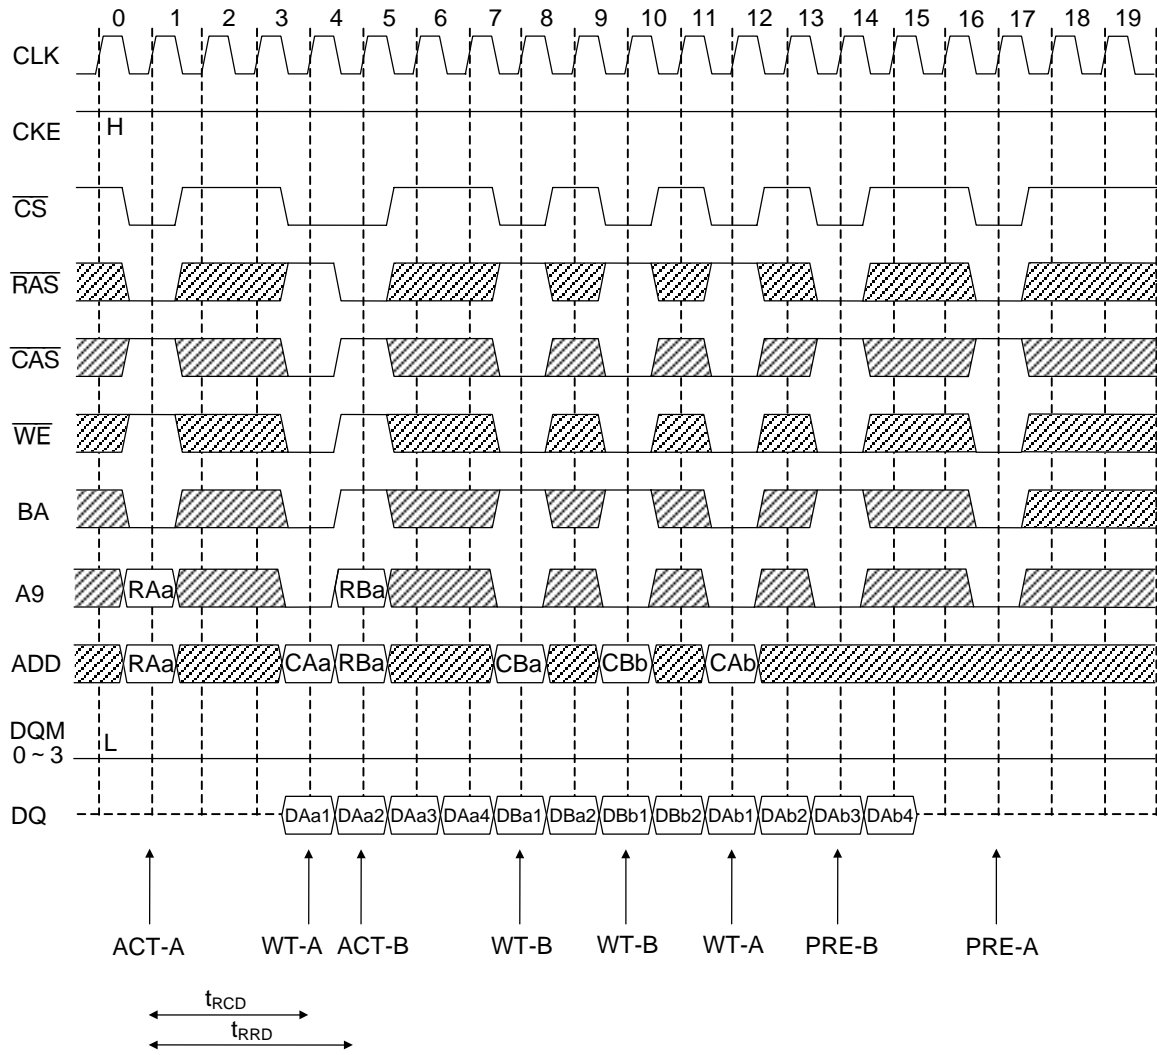 0 1 2 3 4 5 6 7 8 9 10 11 12 13 14 15 16 17 18 19
CLK
CKE H
CS
RAS
CAS
WE
BA
A9 RAa RBa
ADD RAa CAa RBa CBa CBb CAb
DQM
0 ~ 3 L
DQ DAa1 DAa2 DAa3 DAa4 DBa1 DBa2 DBb1 DBb2 DAb1 DAb2 DAb3 DAb4
ACT-A WT-A ACT-B WT-B WT-B WT-A PRE-B PRE-A
tRCD
tRRD